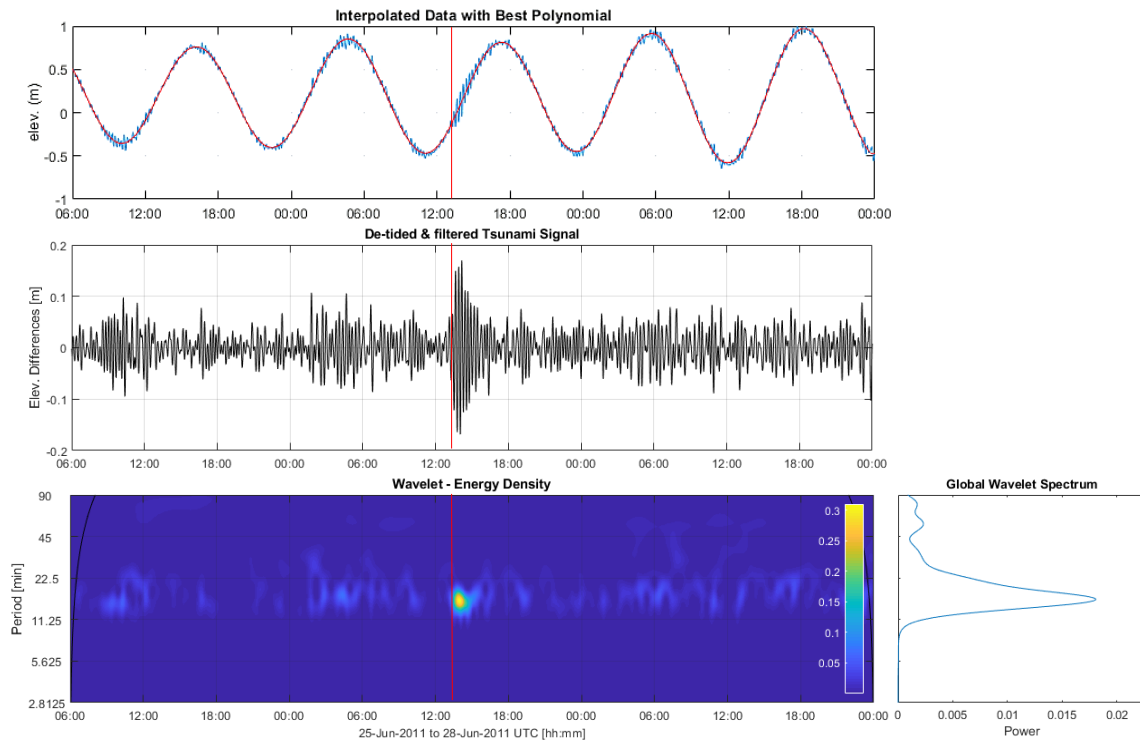 Interpolated Data with Best Polynomial
elev. (m)
1
0.5
0
-0.5
-1
06:00 12:00 18:00 00:00 06:00 12:00 18:00 00:00 06:00 12:00 18:00 00:00
De-tided & filtered Tsunami Signal
Elev. Differences [m]
0.2
0.1
0
-0.1
-0.2
06:00 12:00 18:00 00:00 06:00 12:00 18:00 00:00 06:00 12:00 18:00 00:00
Wavelet - Energy Density
Period [min]
90
45
22.5
11.25
5.625
2.8125
0.3
0.25
0.2
0.15
0.1
0.05
06:00 12:00 18:00 00:00 06:00 12:00 18:00 00:00 06:00 12:00 18:00 00:00
25-Jun-2011 to 28-Jun-2011 UTC [hh:mm]
Global Wavelet Spectrum
0 0.005 0.01 0.015 0.02
Power